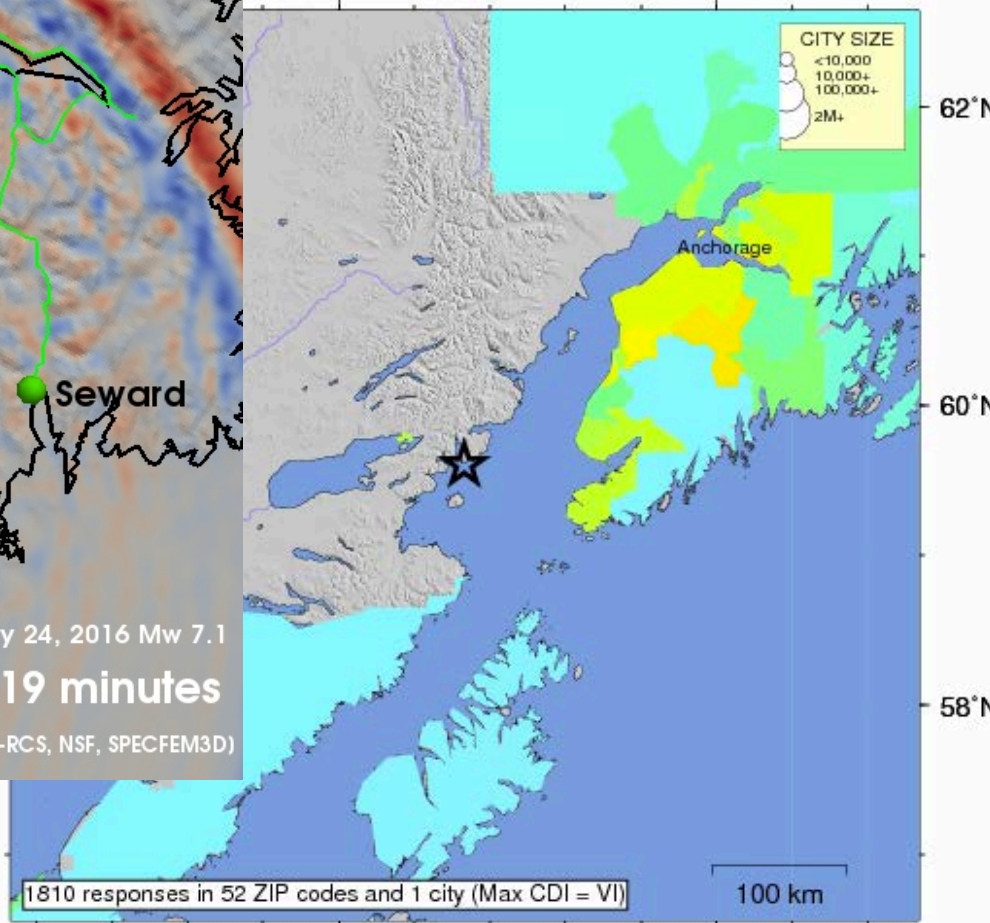 CITY SIZE
<10,000
10,000+
100,000+
2M+
62°N
Anchorage
Seward
60°N
y 24, 2016 Mw 7.1
19 minutes
-RCS, NSF, SPECFEM3D)
58°N
1810 responses in 52 ZIP codes and 1 city (Max CDI = VI)
100 km